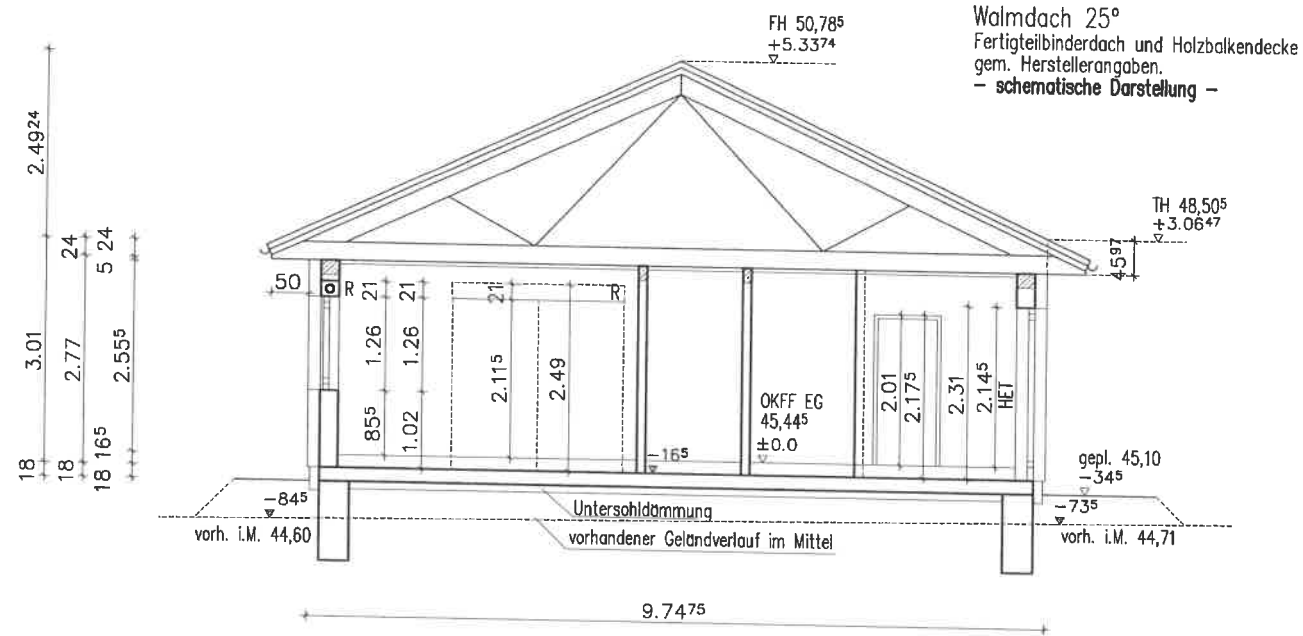 Walmdach 25°
Fertigteilbinderdach und Holzbalkendecke
gem. Herstellerangaben.
– schematische Darstellung –
FH 50,78⁵
+5.33⁷⁴
2.49²⁴
TH 48,50⁵
+3.06⁴⁷
24
24
5
45⁹⁷
50
R
21
21
21
R
3.01
2.77
2.55⁵
1.26
1.26
2.11⁵
2.49
2.01
2.17⁵
2.31
2.14⁵
HET
OKFF EG
45,44⁵
±0.0
85⁵
1.02
–16⁵
18
18
18
16⁵
gepl. 45,10
–34⁵
–84⁵
–73⁵
Untersohldämmung
vorh. i.M. 44,60
vorhandener Geländverlauf im Mittel
vorh. i.M. 44,71
9.74⁷⁵